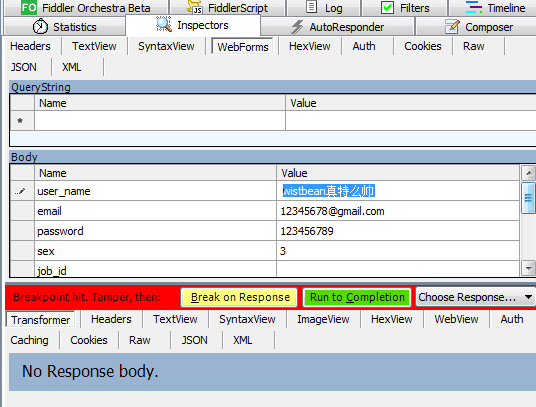 FO Fiddler Orchestra Beta FiddlerScript Log Filters Timeline
Statistics Inspectors AutoResponder Composer
Headers TextView SyntaxView WebForms HexView Auth Cookies Raw
JSON XML
QueryString
Name Value
*
Body
Name Value
user_name wistbean真特么帅
email 12345678@gmail.com
password 123456789
sex 3
job_id
Breakpoint hit. Tamper, then: Break on Response Run to Completion Choose Response...
Transformer Headers TextView SyntaxView ImageView HexView WebView Auth
Caching Cookies Raw JSON XML
No Response body.